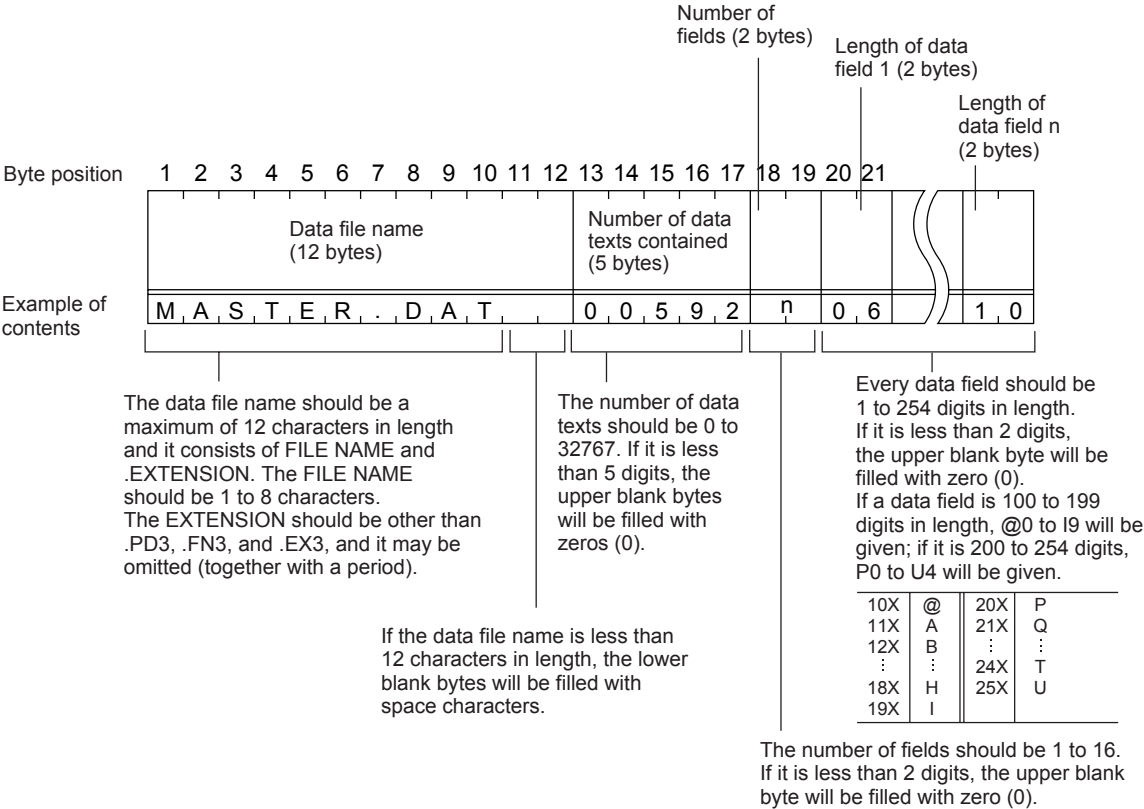 Number of
fields (2 bytes)
Length of data
field 1 (2 bytes)
Length of
data field n
(2 bytes)
Byte position 1 2 3 4 5 6 7 8 9 10 11 12 13 14 15 16 17 18 19 20 21
Data file name
(12 bytes)
Number of data
texts contained
(5 bytes)
Example of
contents
M A S T E R . D A T 0 0 5 9 2 n 0 6 1 0
The data file name should be a
maximum of 12 characters in length
and it consists of FILE NAME and
.EXTENSION. The FILE NAME
should be 1 to 8 characters.
The EXTENSION should be other than
.PD3, .FN3, and .EX3, and it may be
omitted (together with a period).
If the data file name is less than
12 characters in length, the lower
blank bytes will be filled with
space characters.
The number of data
texts should be 0 to
32767. If it is less
than 5 digits, the
upper blank bytes
will be filled with
zeros (0).
Every data field should be
1 to 254 digits in length.
If it is less than 2 digits,
the upper blank byte will be
filled with zero (0).
If a data field is 100 to 199
digits in length, @0 to I9 will be
given; if it is 200 to 254 digits,
P0 to U4 will be given.
10X @ 20X P
11X A 21X Q
12X B ⋮ ⋮
⋮ ⋮ 24X T
18X H 25X U
19X I
The number of fields should be 1 to 16.
If it is less than 2 digits, the upper blank
byte will be filled with zero (0).